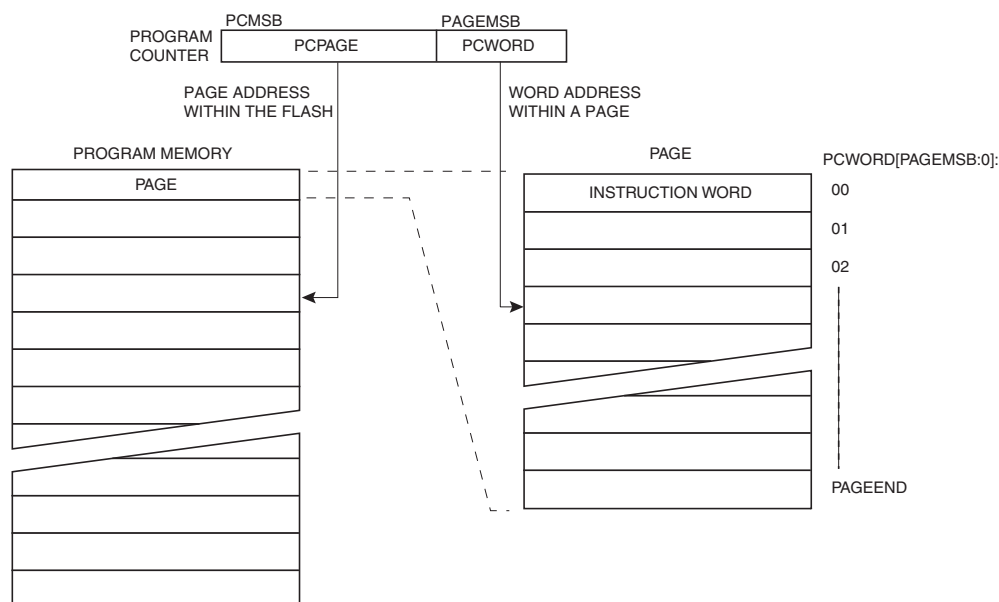 PCMSB
PAGEMSB
PROGRAM
COUNTER
PCPAGE
PCWORD
PAGE ADDRESS
WITHIN THE FLASH
WORD ADDRESS
WITHIN A PAGE
PROGRAM MEMORY
PAGE
PAGE
PCWORD[PAGEMSB:0]:
INSTRUCTION WORD
00
01
02
PAGEEND